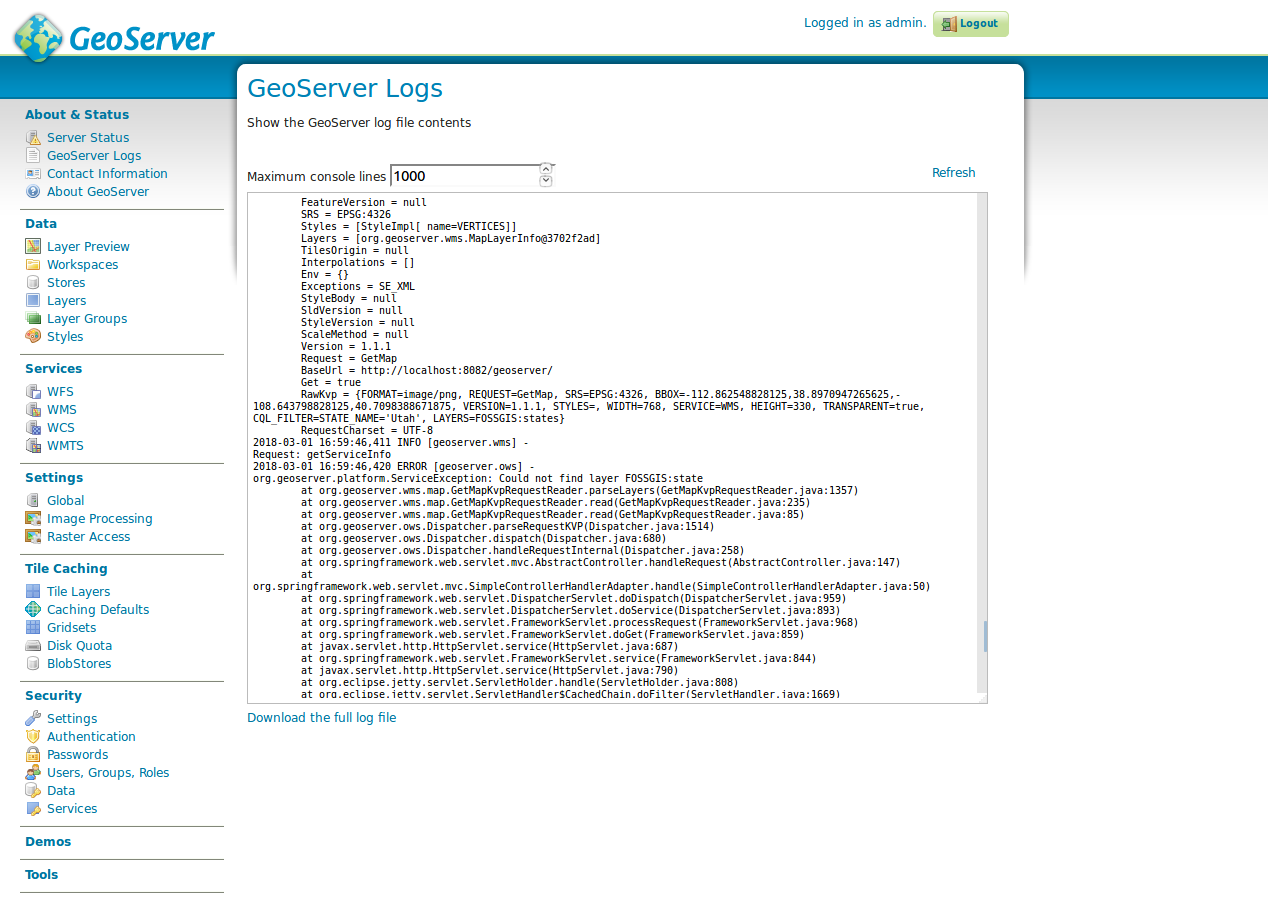 GeoServer
Logged in as admin.
Logout
About & Status
Server Status
GeoServer Logs
Contact Information
About GeoServer
Data
Layer Preview
Workspaces
Stores
Layers
Layer Groups
Styles
Services
WFS
WMS
WCS
WMTS
Settings
Global
Image Processing
Raster Access
Tile Caching
Tile Layers
Caching Defaults
Gridsets
Disk Quota
BlobStores
Security
Settings
Authentication
Passwords
Users, Groups, Roles
Data
Services
Demos
Tools
GeoServer Logs
Show the GeoServer log file contents
Maximum console lines 1000
Refresh
FeatureVersion = null
SRS = EPSG:4326
Styles = [StyleImpl[ name=VERTICES]]
Layers = [org.geoserver.wms.MapLayerInfo@3702f2ad]
TilesOrigin = null
Interpolations = []
Env = {}
Exceptions = SE_XML
StyleBody = null
SldVersion = null
StyleVersion = null
ScaleMethod = null
Version = 1.1.1
Request = GetMap
BaseUrl = http://localhost:8082/geoserver/
Get = true
RawKvp = {FORMAT=image/png, REQUEST=GetMap, SRS=EPSG:4326, BBOX=-112.862548828125,38.8970947265625,-
108.643798828125,40.7098388671875, VERSION=1.1.1, STYLES=, WIDTH=768, SERVICE=WMS, HEIGHT=330, TRANSPARENT=true,
CQL_FILTER=STATE_NAME='Utah', LAYERS=FOSSGIS:states}
RequestCharset = UTF-8
2018-03-01 16:59:46,411 INFO [geoserver.wms] -
Request: getServiceInfo
2018-03-01 16:59:46,420 ERROR [geoserver.ows] -
org.geoserver.platform.ServiceException: Could not find layer FOSSGIS:state
at org.geoserver.wms.map.GetMapKvpRequestReader.parseLayers(GetMapKvpRequestReader.java:1357)
at org.geoserver.wms.map.GetMapKvpRequestReader.read(GetMapKvpRequestReader.java:235)
at org.geoserver.wms.map.GetMapKvpRequestReader.read(GetMapKvpRequestReader.java:85)
at org.geoserver.ows.Dispatcher.parseRequestKVP(Dispatcher.java:1514)
at org.geoserver.ows.Dispatcher.dispatch(Dispatcher.java:680)
at org.geoserver.ows.Dispatcher.handleRequestInternal(Dispatcher.java:258)
at org.springframework.web.servlet.mvc.AbstractController.handleRequest(AbstractController.java:147)
at
org.springframework.web.servlet.mvc.SimpleControllerHandlerAdapter.handle(SimpleControllerHandlerAdapter.java:50)
at org.springframework.web.servlet.DispatcherServlet.doDispatch(DispatcherServlet.java:959)
at org.springframework.web.servlet.DispatcherServlet.doService(DispatcherServlet.java:893)
at org.springframework.web.servlet.FrameworkServlet.processRequest(FrameworkServlet.java:968)
at org.springframework.web.servlet.FrameworkServlet.doGet(FrameworkServlet.java:859)
at javax.servlet.http.HttpServlet.service(HttpServlet.java:687)
at org.springframework.web.servlet.FrameworkServlet.service(FrameworkServlet.java:844)
at javax.servlet.http.HttpServlet.service(HttpServlet.java:790)
at org.eclipse.jetty.servlet.ServletHolder.handle(ServletHolder.java:808)
at org.eclipse.jetty.servlet.ServletHandler$CachedChain.doFilter(ServletHandler.java:1669)
Download the full log file